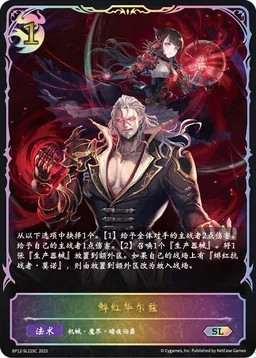 1
从以下选项中抉择1个。【1】给予全体对手的主战者2点伤害。
给予自己的主战者1点伤害。【2】召唤1个『生产器械』。将1
张『生产器械』放置到额外区。如果自己的战场上有『鲜红抗
战者・莫诺』，则由放置到额外区改为放入战场。
鲜红华尔兹
法术
机械・魔界・暗夜伯爵
SL
BP12-SL22SC 2025
© Cygames, Inc. Published by NetEase Games